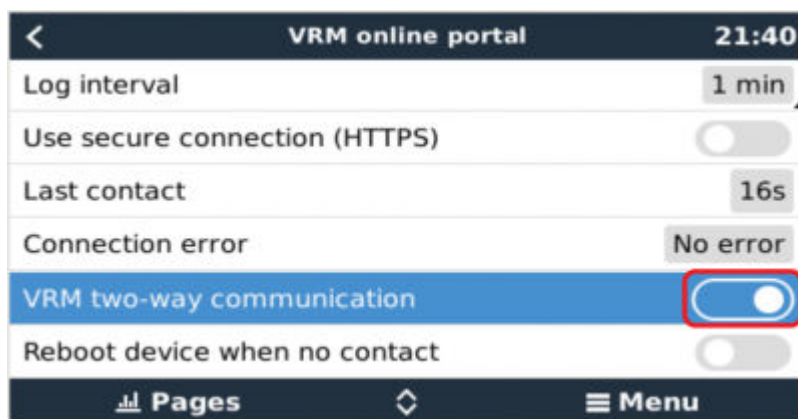 VRM online portal 21:40
Log interval 1 min
Use secure connection (HTTPS)
Last contact 16s
Connection error No error
VRM two-way communication
Reboot device when no contact
Pages Menu